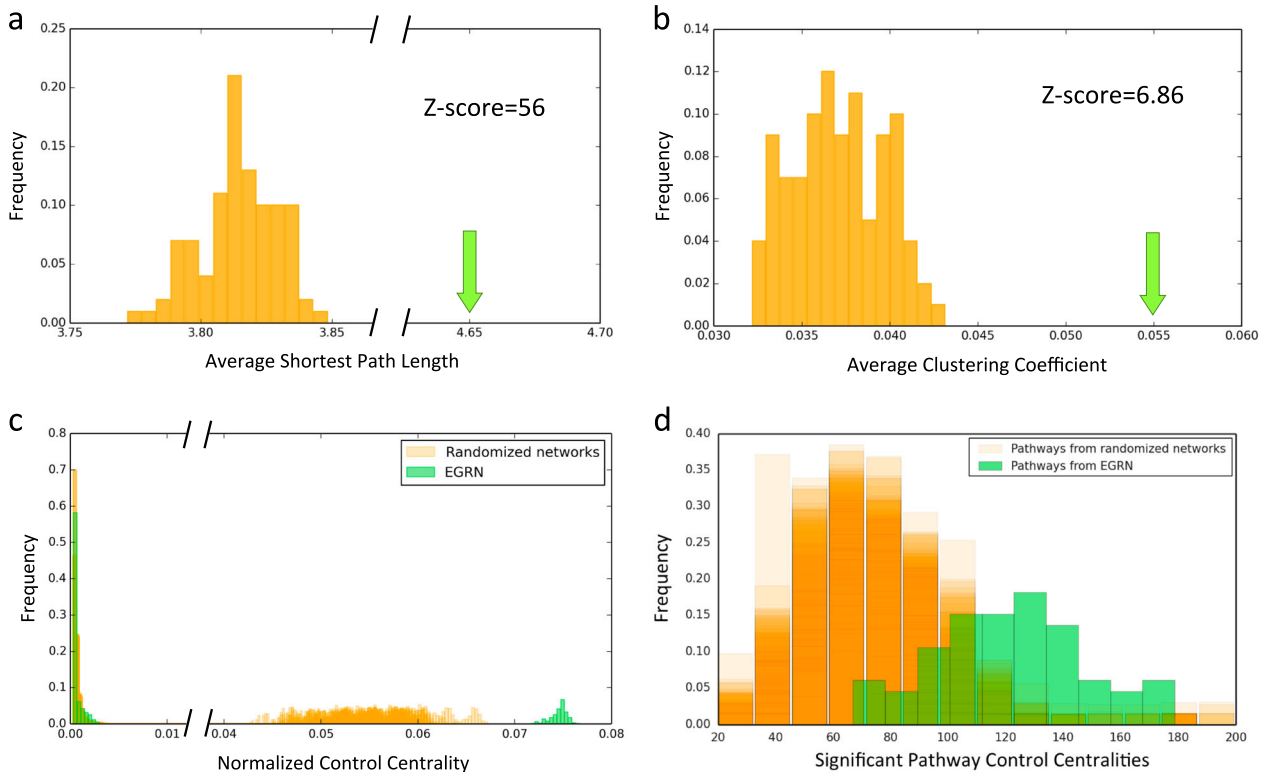 a
0.25
0.20
0.15
0.10
0.05
0.00
Frequency
Z-score=56
3.75 3.80 3.85 4.65 4.70
Average Shortest Path Length
b
0.14
0.12
0.10
0.08
0.06
0.04
0.02
0.00
Frequency
Z-score=6.86
0.030 0.035 0.040 0.045 0.050 0.055 0.060
Average Clustering Coefficient
c
0.8
0.7
0.6
0.5
0.4
0.3
0.2
0.1
0.0
Frequency
Randomized networks
EGRN
0.00 0.01 0.04 0.05 0.06 0.07 0.08
Normalized Control Centrality
d
0.40
0.35
0.30
0.25
0.20
0.15
0.10
0.05
0.00
Frequency
Pathways from randomized networks
Pathways from EGRN
20 40 60 80 100 120 140 160 180 200
Significant Pathway Control Centralities